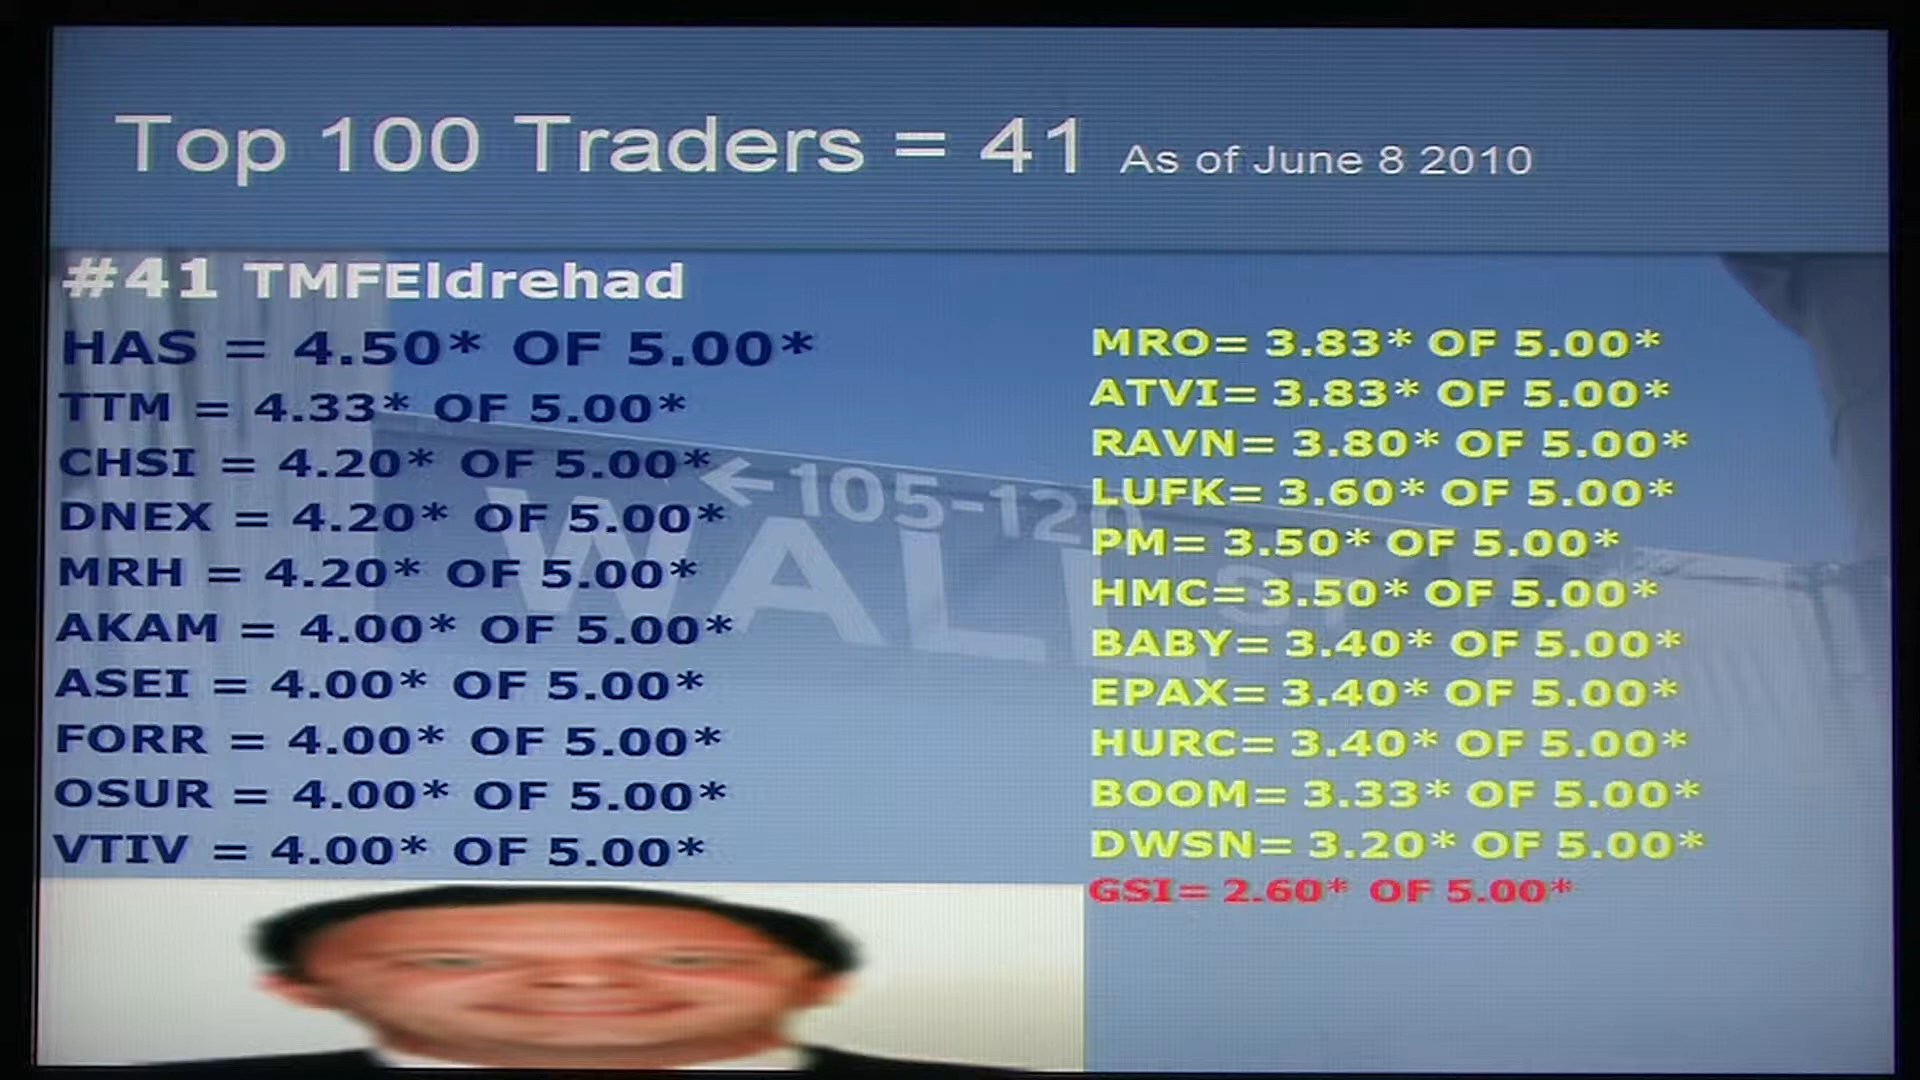 Top 100 Traders = 41 As of June 8 2010
#41 TMFEldrehad
HAS = 4.50* OF 5.00*
TTM = 4.33* OF 5.00*
CHSI = 4.20* OF 5.00*
DNEX = 4.20* OF 5.00*
MRH = 4.20* OF 5.00*
AKAM = 4.00* OF 5.00*
ASEI = 4.00* OF 5.00*
FORR = 4.00* OF 5.00*
OSUR = 4.00* OF 5.00*
VTIV = 4.00* OF 5.00*
MRO= 3.83* OF 5.00*
ATVI= 3.83* OF 5.00*
RAVN= 3.80* OF 5.00*
LUFK= 3.60* OF 5.00*
PM= 3.50* OF 5.00*
HMC= 3.50* OF 5.00*
BABY= 3.40* OF 5.00*
EPAX= 3.40* OF 5.00*
HURC= 3.40* OF 5.00*
BOOM= 3.33* OF 5.00*
DWSN= 3.20* OF 5.00*
GSI= 2.60* OF 5.00*
←105-120
WALL ST